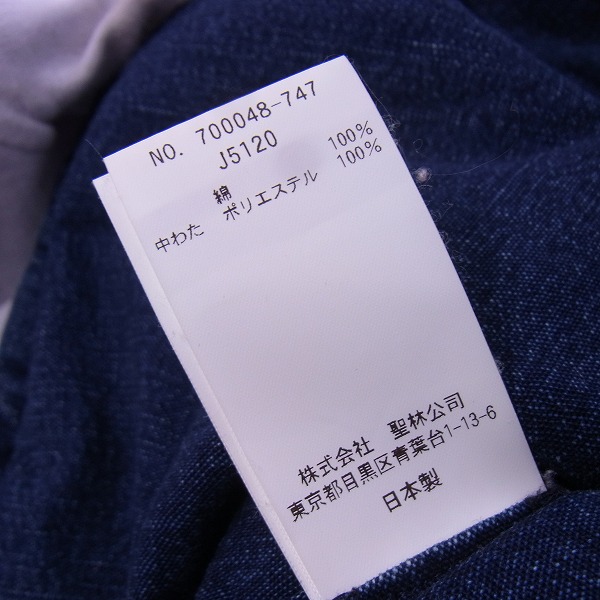 NO. 700048-747
J5120
綿 100%
中わた ポリエステル 100%
株式会社 聖林公司
東京都目黒区青葉台1-13-6
日本製